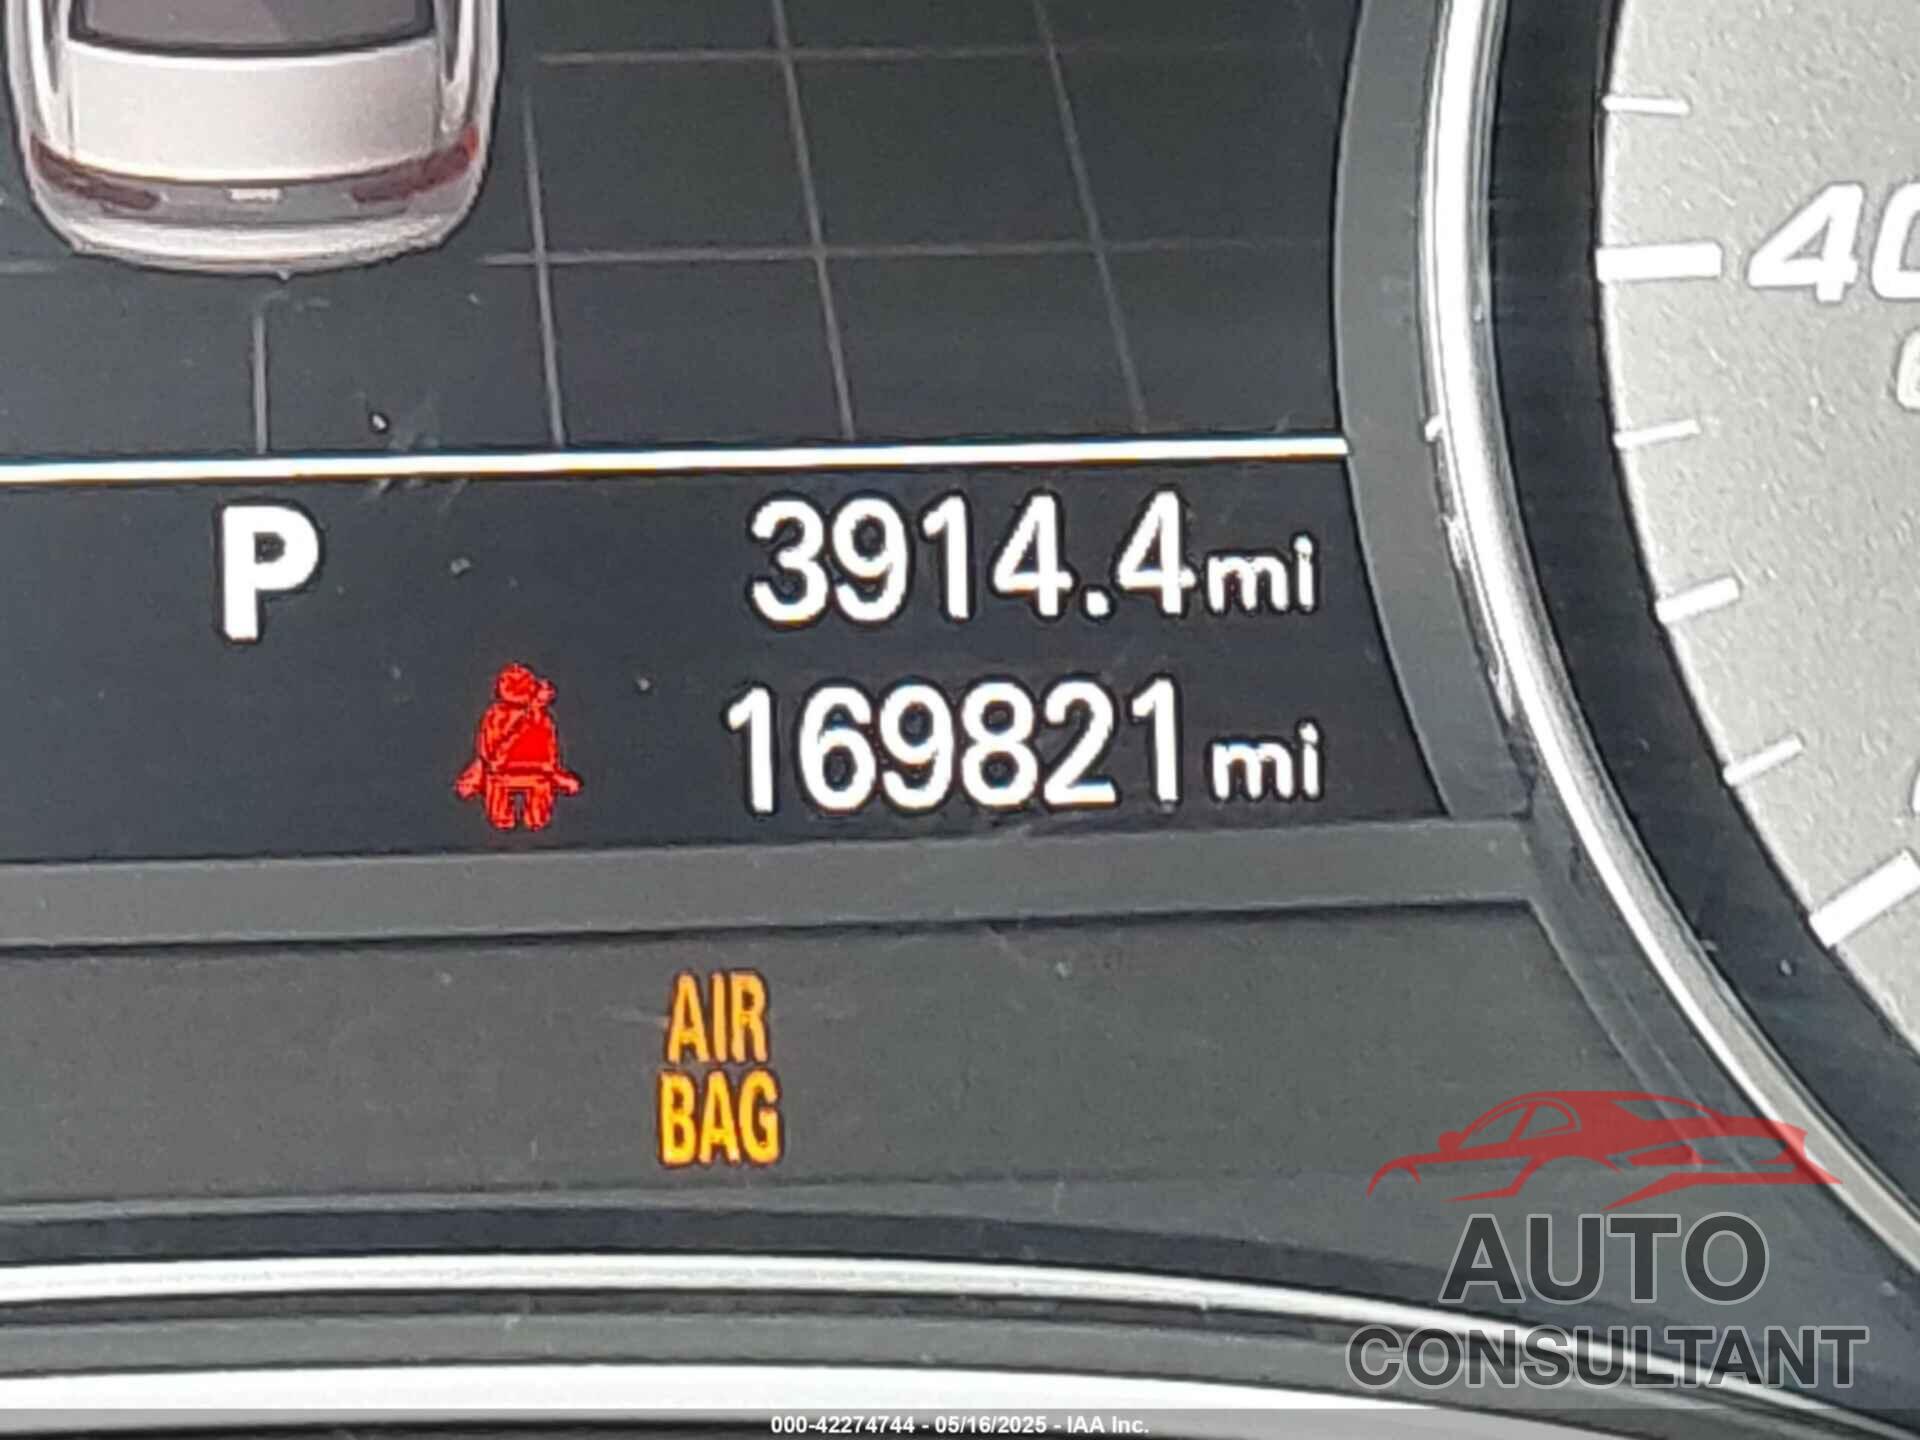 40
P 3914.4mi
169821mi
AIR
BAG
AUTO
CONSULTANT
000-42274744 - 05/16/2025 - IAA Inc.